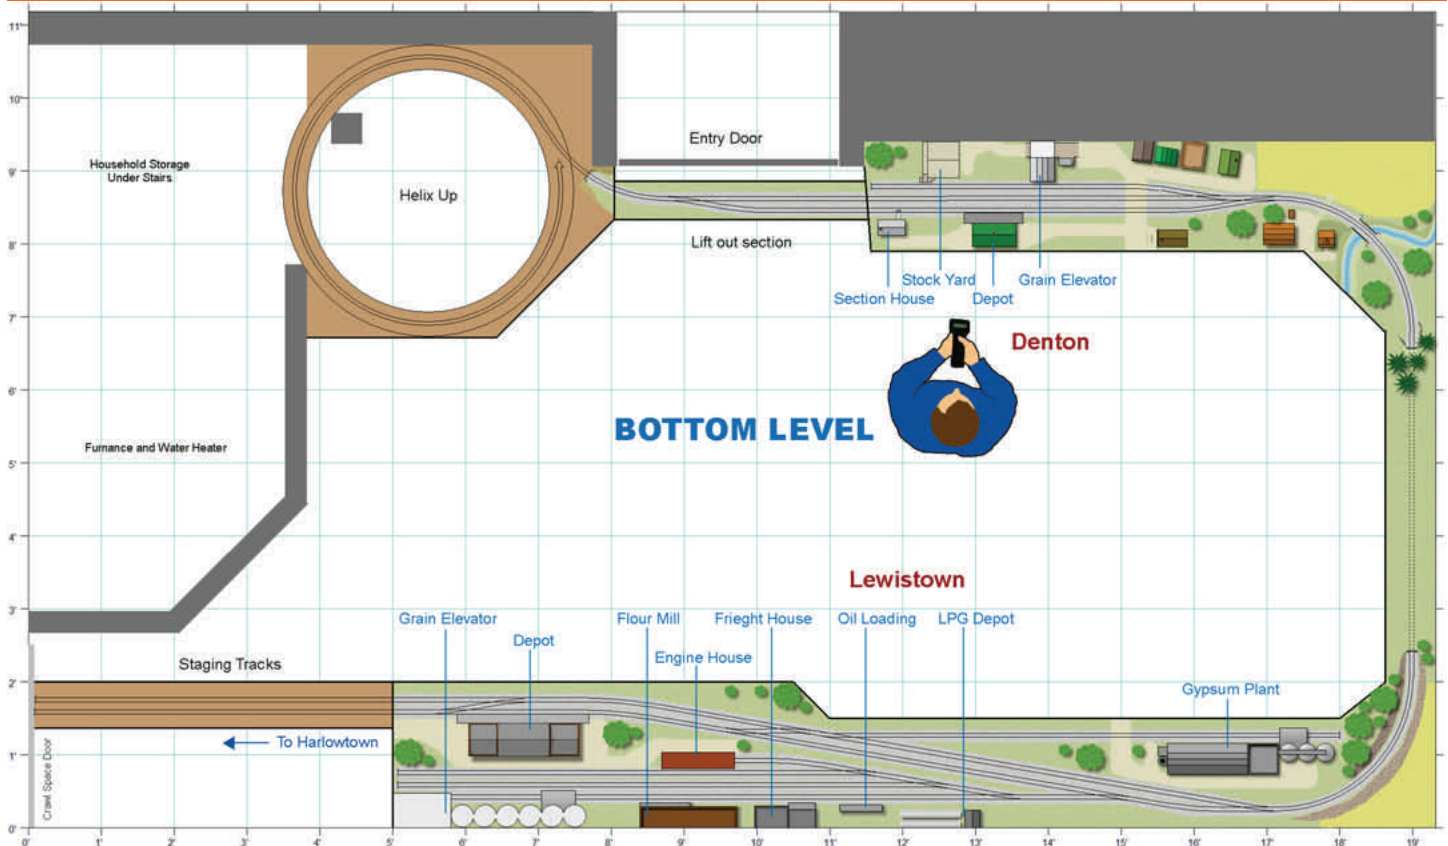 11'
10'
9'
8'
7'
6'
5'
4'
3'
2'
1'
0'
Entry Door
Household Storage
Under Stairs
Helix Up
Lift out section
Stock Yard
Grain Elevator
Section House
Depot
Denton
BOTTOM LEVEL
Furnance and Water Heater
Lewistown
Grain Elevator
Flour Mill
Frieght House
Oil Loading
LPG Depot
Depot
Engine House
Staging Tracks
Gypsum Plant
To Harlowtown
Crawl Space Door
0'
1'
2'
3'
4'
5'
6'
7'
8'
9'
10'
11'
12'
13'
14'
15'
16'
17'
18'
19'